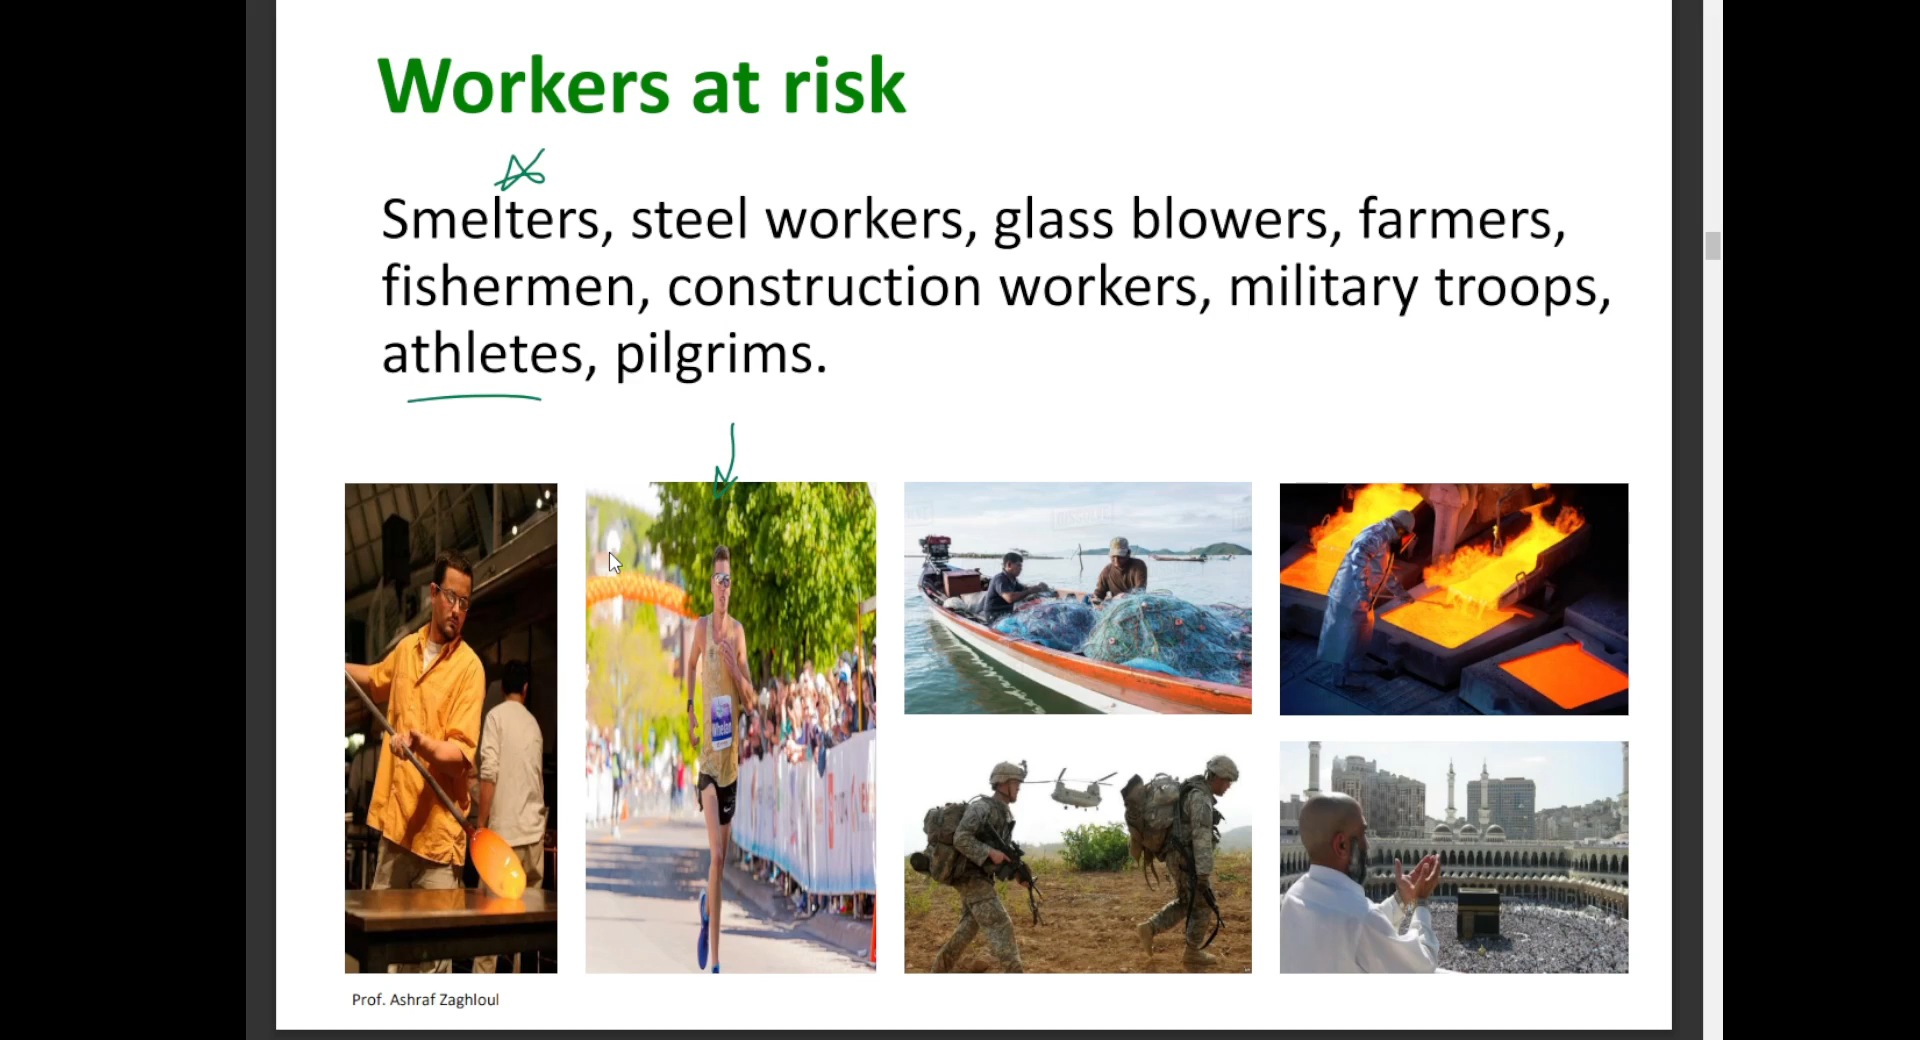 Workers at risk
Smelters, steel workers, glass blowers, farmers,
fishermen, construction workers, military troops,
athletes, pilgrims.
Prof. Ashraf Zaghloul